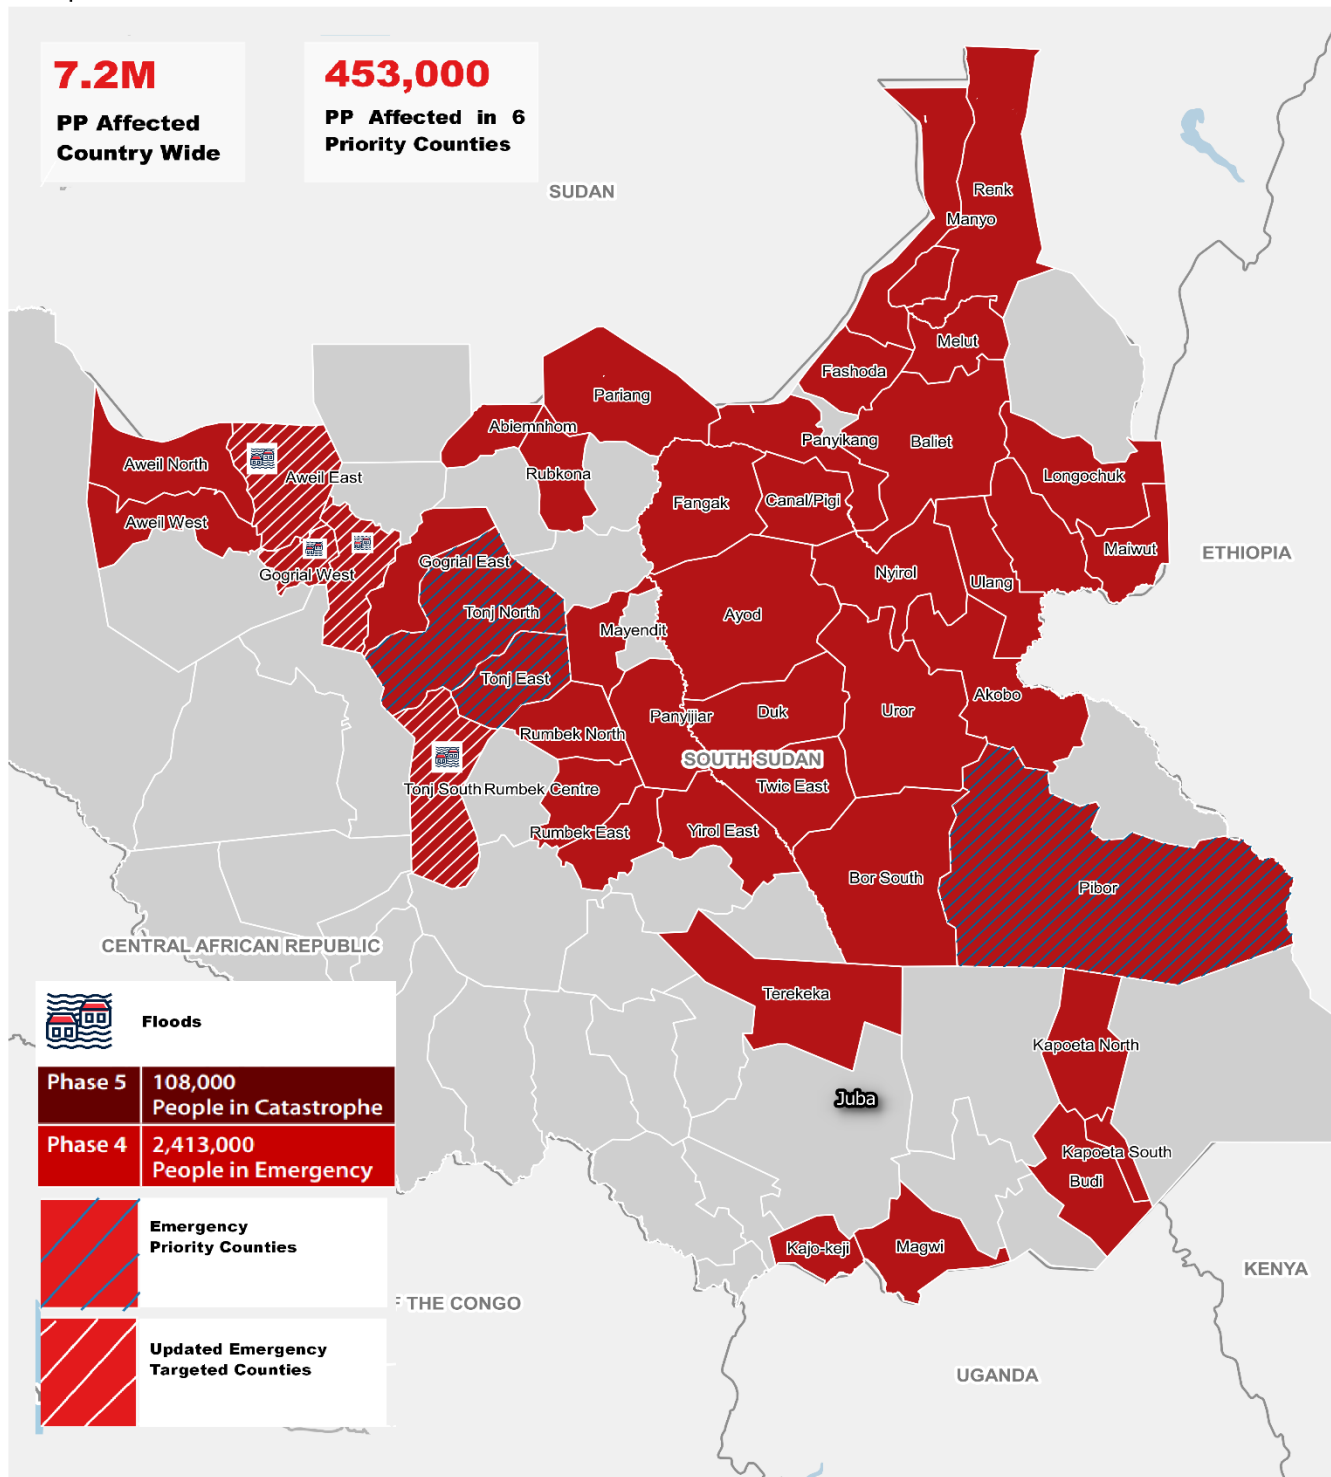 7.2M
PP Affected
Country Wide
453,000
PP Affected in 6
Priority Counties
SUDAN
Renk
Manyo
Melut
Fashoda
Pariang
Abiemnhom
Panyikang
Baliet
Aweil North
Aweil East
Rubkona
Longochuk
Fangak
Canal/Pigi
Aweil West
Maiwut
ETHIOPIA
Gogrial East
Gogrial West
Nyirol
Ulang
Tonj North
Ayod
Mayendit
Tonj East
Akobo
Panyijiar
Duk
Uror
Rumbek North
SOUTH SUDAN
Tonj South
Rumbek Centre
Twic East
Rumbek East
Yirol East
Bor South
Pibor
CENTRAL AFRICAN REPUBLIC
Terekeka
Floods
Kapoeta North
Phase 5
108,000
People in Catastrophe
Juba
Phase 4
2,413,000
People in Emergency
Kapoeta South
Budi
Emergency
Priority Counties
Kajo-keji
Magwi
KENYA
F THE CONGO
Updated Emergency
Targeted Counties
UGANDA